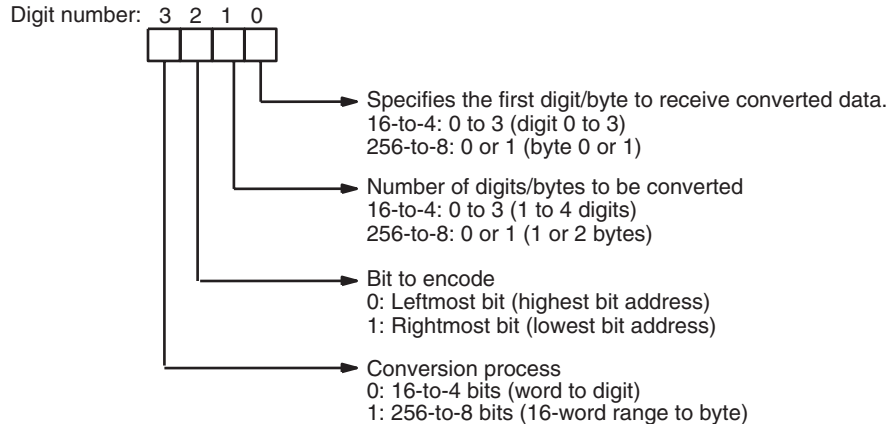 Digit number: 3 2 1 0
Specifies the first digit/byte to receive converted data.
16-to-4: 0 to 3 (digit 0 to 3)
256-to-8: 0 or 1 (byte 0 or 1)
Number of digits/bytes to be converted
16-to-4: 0 to 3 (1 to 4 digits)
256-to-8: 0 or 1 (1 or 2 bytes)
Bit to encode
0: Leftmost bit (highest bit address)
1: Rightmost bit (lowest bit address)
Conversion process
0: 16-to-4 bits (word to digit)
1: 256-to-8 bits (16-word range to byte)